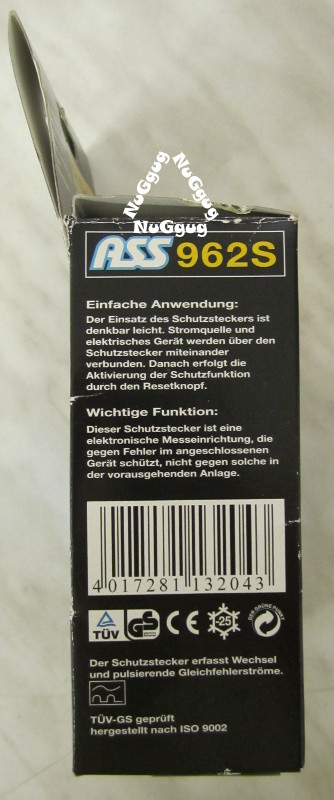 NuGgug
NuGgug
NuGgug
ASS 962S
Einfache Anwendung:
Der Einsatz des Schutzsteckers ist
denkbar leicht. Stromquelle und
elektrisches Gerät werden über den
Schutzstecker miteinander
verbunden. Danach erfolgt die
Aktivierung der Schutzfunktion
durch den Resetknopf.
Wichtige Funktion:
Dieser Schutzstecker ist eine
elektronische Messeinrichtung, die
gegen Fehler im angeschlossenen
Gerät schützt, nicht gegen solche in
der vorausgehenden Anlage.
4 017281 132043
TÜV GS CE -25 DER GRÜNE PUNKT
Der Schutzstecker erfasst Wechsel
und pulsierende Gleichfehlerströme.
TÜV-GS geprüft
hergestellt nach ISO 9002